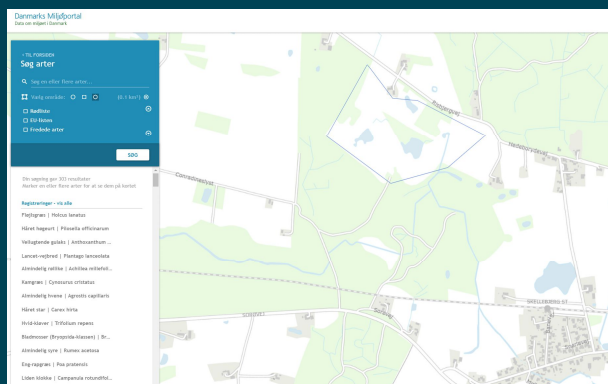 Danmarks Miljøportal
Data om miljøet i Danmark
< TIL FORSIDEN
Søg arter
Søg en eller flere arter...
Vælg område:
Rødliste
EU-listen
Fredede arter
SØG
Din søgning gav 303 resultater
Marker en eller flere arter for at se dem på kortet
Registreringer - vis alle
Fløjlsgræs | Holcus lanatus
Håret høgeurt | Pilosella officinarum
Vellugtende gulaks | Anthoxanthum ...
Lancet-vejbred | Plantago lanceolata
Almindelig røllike | Achillea millefol...
Kamgræs | Cynosurus cristatus
Almindelig hvene | Agrostis capillaris
Håret star | Carex hirta
Hvid-kløver | Trifolium repens
Bladmosser (Bryopsida-klassen) | Br...
Almindelig syre | Rumex acetosa
Eng-rapgræs | Poa pratensis
Liden klokke | Campanula rotundifol...
Conradineslyst
SOROVEJ